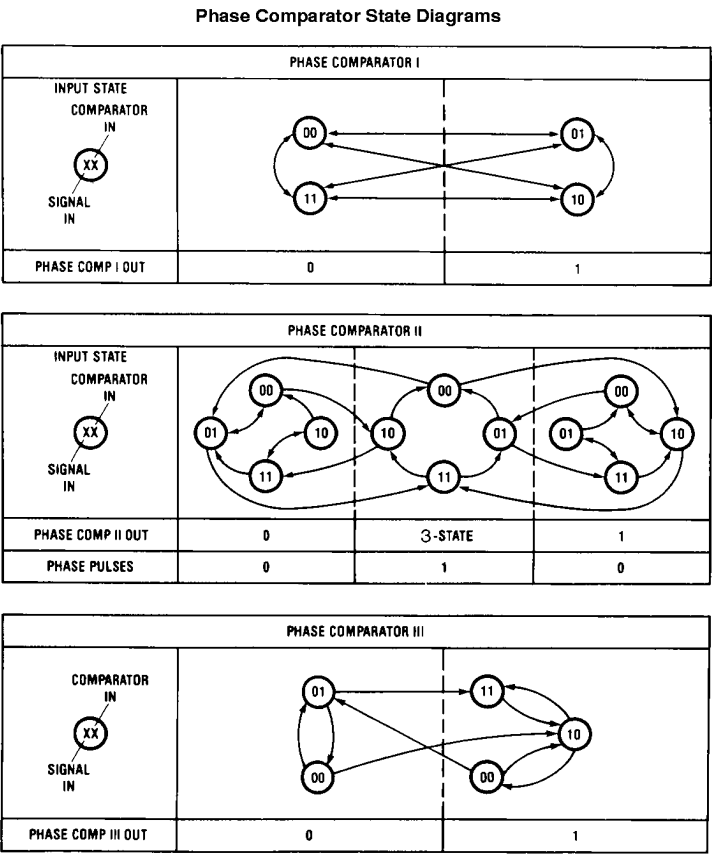 Phase Comparator State Diagrams
PHASE COMPARATOR I
INPUT STATE
COMPARATOR
IN
XX
SIGNAL
IN
00
01
11
10
PHASE COMP I OUT
0
1
PHASE COMPARATOR II
INPUT STATE
COMPARATOR
IN
XX
SIGNAL
IN
00
01
10
11
00
10
01
11
00
01
10
11
PHASE COMP II OUT
0
3-STATE
1
PHASE PULSES
0
1
0
PHASE COMPARATOR III
COMPARATOR
IN
XX
SIGNAL
IN
01
00
11
10
00
PHASE COMP III OUT
0
1